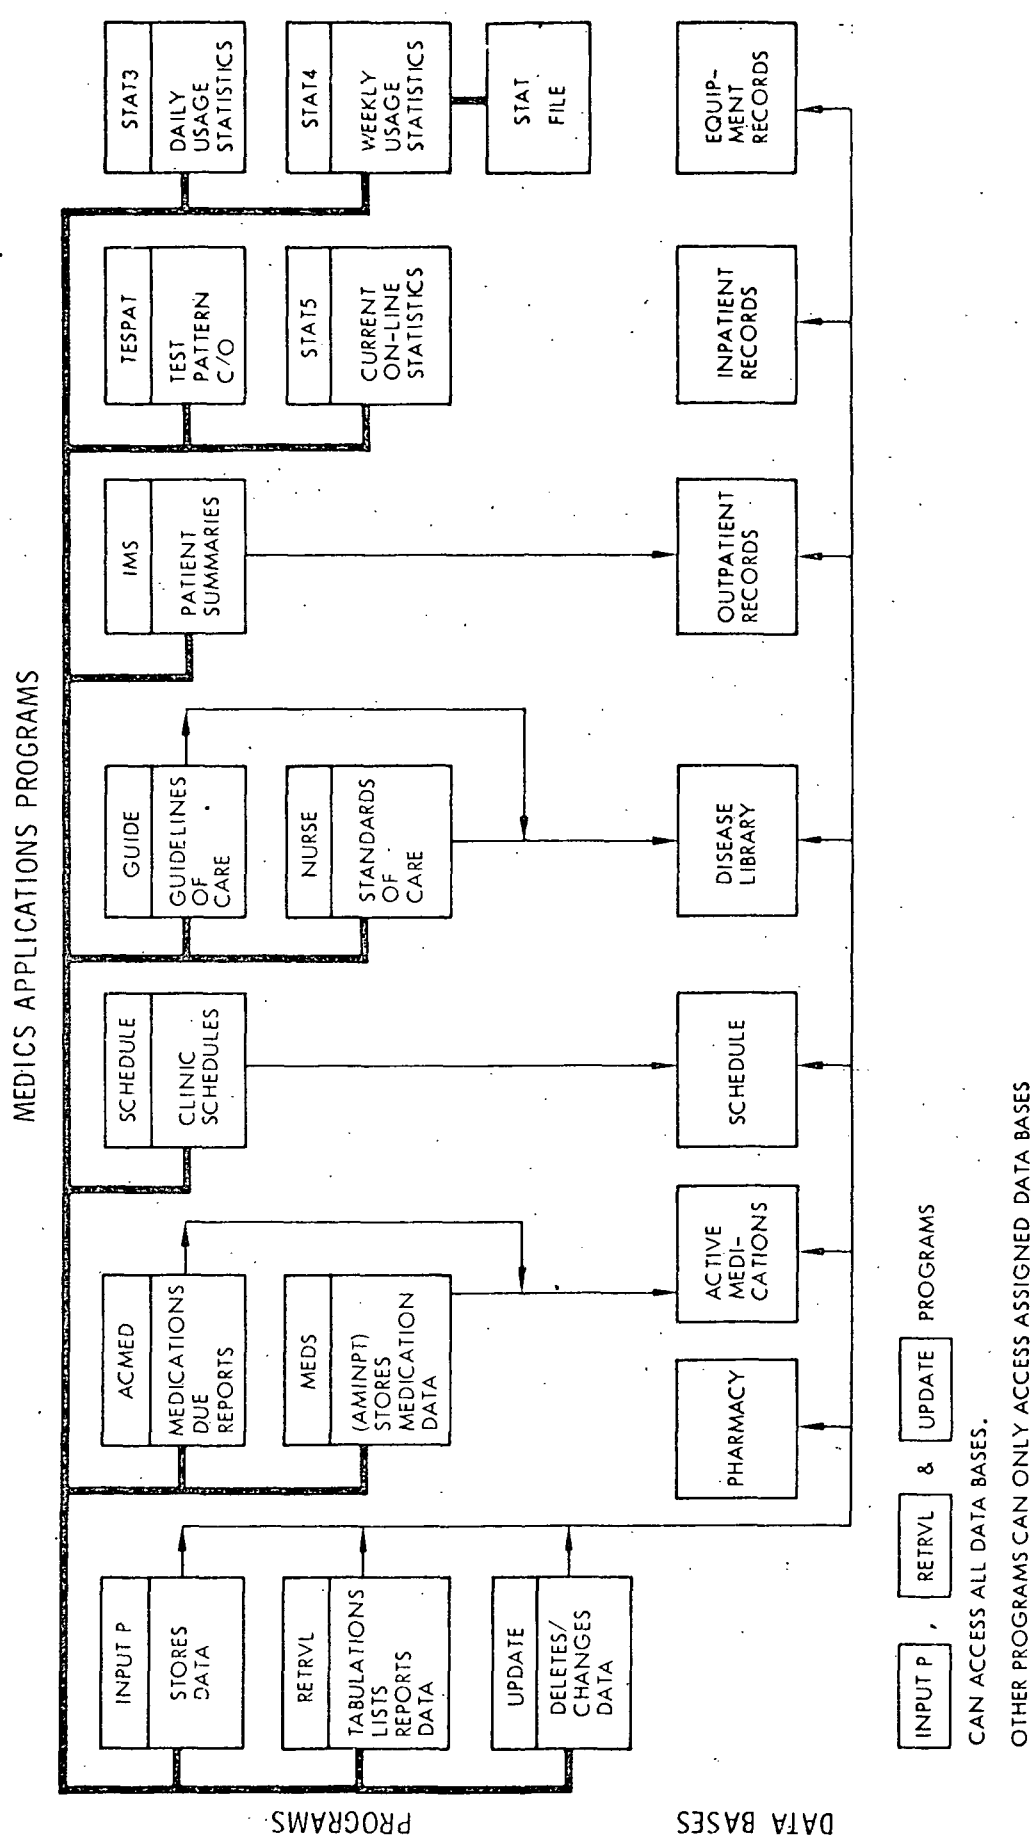 MEDICS APPLICATIONS PROGRAMS
PROGRAMS
INPUT P
STORES
DATA
RETRVL
TABULATIONS
LISTS
REPORTS
DATA
UPDATE
DELETES/
CHANGES
DATA
ACMED
MEDICATIONS
DUE
REPORTS
MEDS
(AMINPT)
STORES
MEDICATION
DATA
SCHEDULE
CLINIC
SCHEDULES
GUIDE
GUIDELINES
OF
CARE
NURSE
STANDARDS
OF
CARE
IMS
PATIENT
SUMMARIES
TESPAT
TEST
PATTERN
C/O
STAT5
CURRENT
ON-LINE
STATISTICS
STAT3
DAILY
USAGE
STATISTICS
STAT4
WEEKLY
USAGE
STATISTICS
STAT
FILE
DATA BASES
PHARMACY
ACTIVE
MEDI-
CATIONS
SCHEDULE
DISEASE
LIBRARY
OUTPATIENT
RECORDS
INPATIENT
RECORDS
EQUIP-
MENT
RECORDS
INPUT P , RETRVL & UPDATE PROGRAMS
CAN ACCESS ALL DATA BASES.
OTHER PROGRAMS CAN ONLY ACCESS ASSIGNED DATA BASES